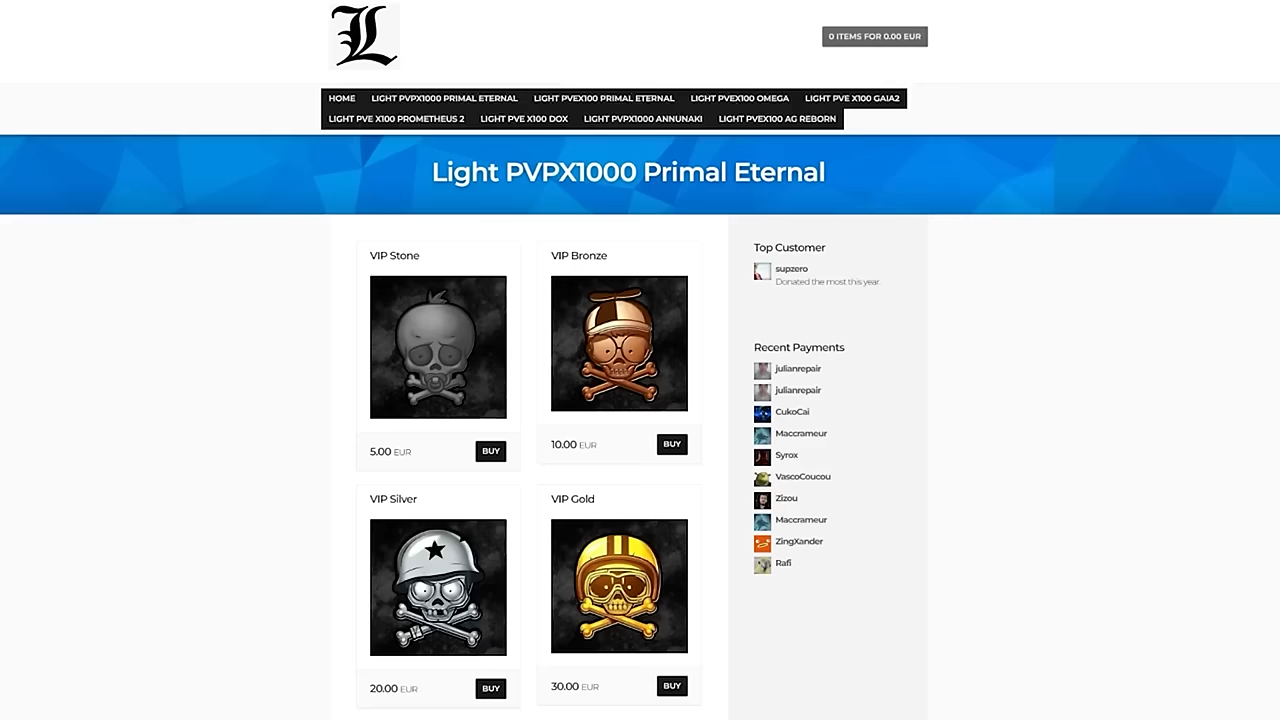 L
0 ITEMS FOR 0.00 EUR
HOME LIGHT PVPX1000 PRIMAL ETERNAL LIGHT PVEX100 PRIMAL ETERNAL LIGHT PVEX100 OMEGA LIGHT PVE X100 GAIA2
LIGHT PVE X100 PROMETHEUS 2 LIGHT PVE X100 DOX LIGHT PVPX1000 ANNUNAKI LIGHT PVEX100 AG REBORN
Light PVPX1000 Primal Eternal
VIP Stone
5.00 EUR BUY
VIP Bronze
10.00 EUR BUY
VIP Silver
20.00 EUR BUY
VIP Gold
30.00 EUR BUY
Top Customer
supzero
Donated the most this year.
Recent Payments
julianrepair
julianrepair
CukoCai
Maccrameur
Syrox
VascoCoucou
Zizou
Maccrameur
ZingXander
Rafi